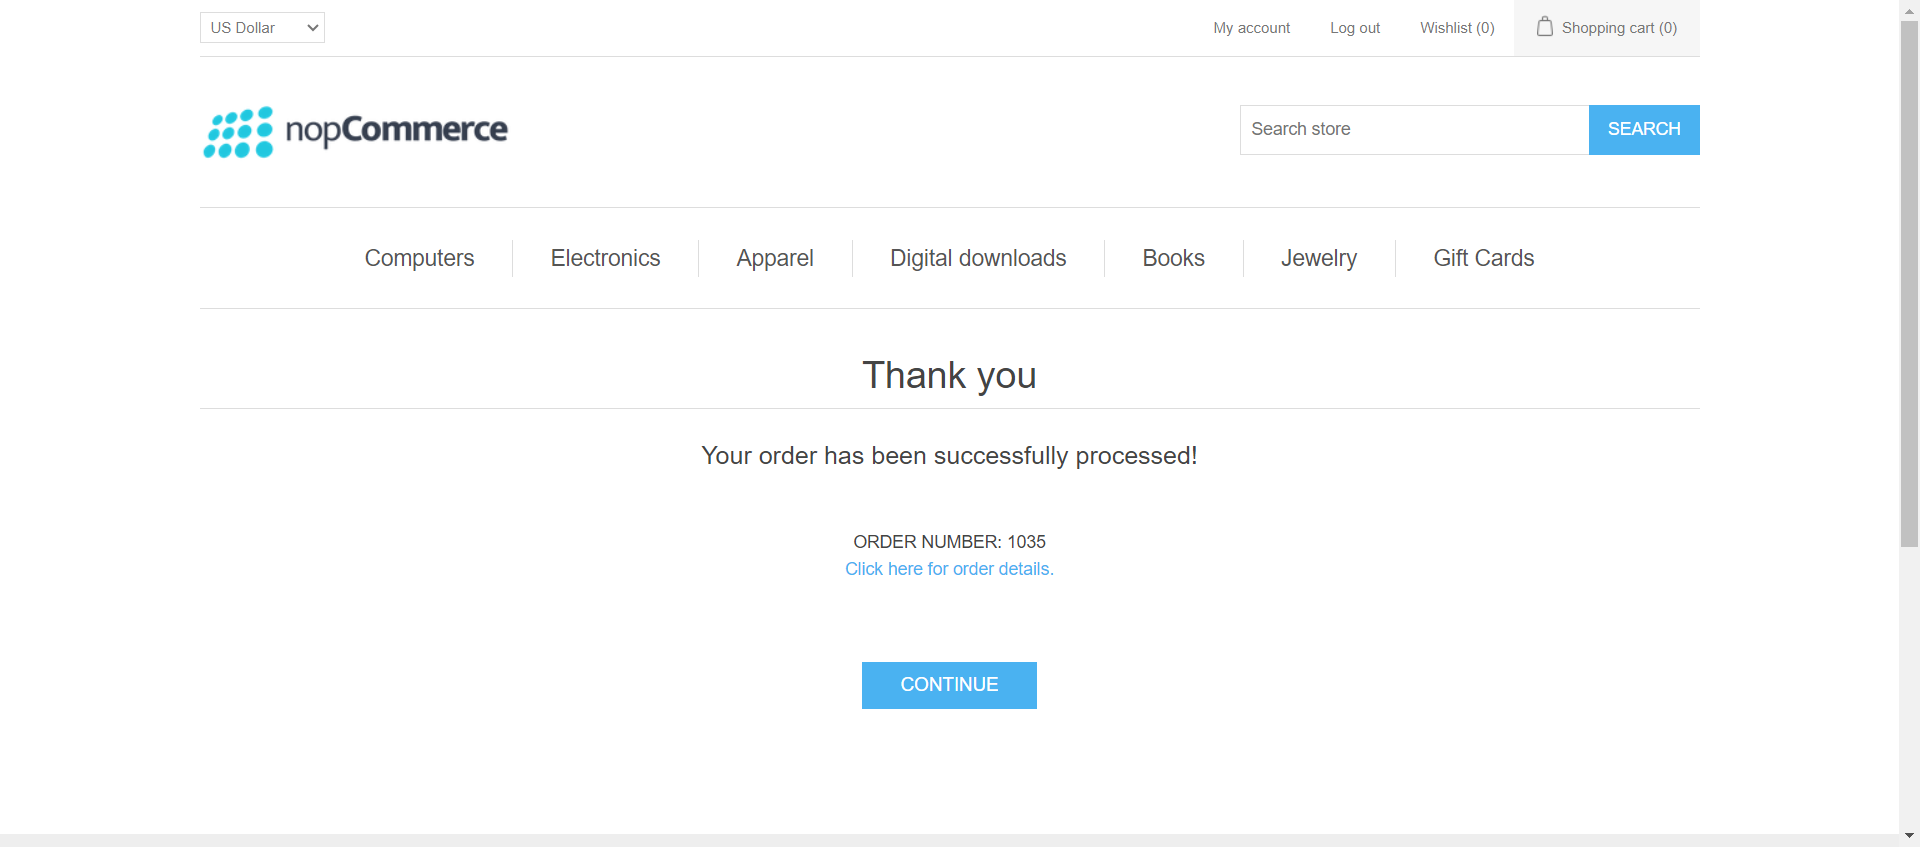 US Dollar
My account
Log out
Wishlist (0)
Shopping cart (0)
nopCommerce
Search store
SEARCH
Computers
Electronics
Apparel
Digital downloads
Books
Jewelry
Gift Cards
Thank you
Your order has been successfully processed!
ORDER NUMBER: 1035
Click here for order details.
CONTINUE